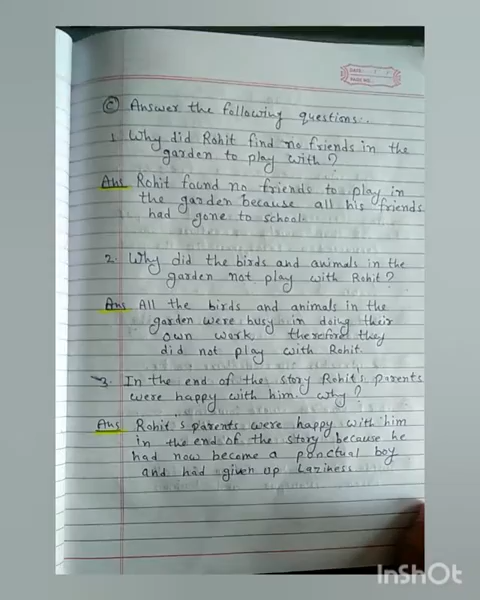 DATE
PAGE NO.
C Answer the following questions:-
1. Why did Rohit find no friends in the
garden to play with?
Ans Rohit found no friends to play in
the garden because all his friends
had gone to school.
2. Why did the birds and animals in the
garden not play with Rohit?
Ans All the birds and animals in the
garden were busy in doing their
own work, therefore they
did not play with Rohit.
3. In the end of the story Rohit's parents
were happy with him. why?
Ans Rohit's parents were happy with him
in the end of the story because he
had now become a punctual boy
and had given up Laziness
InShOt